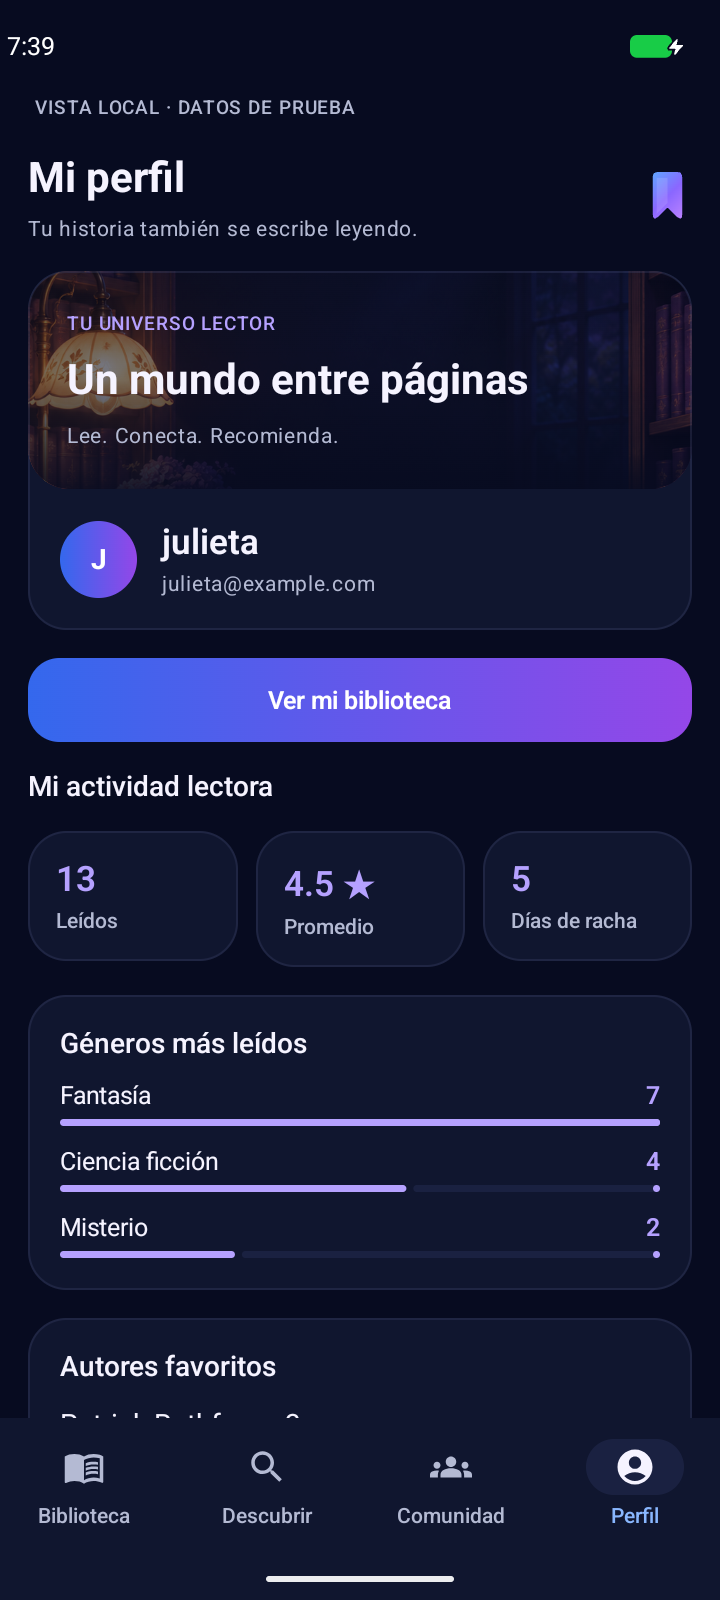 7:39
VISTA LOCAL · DATOS DE PRUEBA
Mi perfil
Tu historia también se escribe leyendo.
TU UNIVERSO LECTOR
Un mundo entre páginas
Lee. Conecta. Recomienda.
J
julieta
julieta@example.com
Ver mi biblioteca
Mi actividad lectora
13
Leídos
4.5 ★
Promedio
5
Días de racha
Géneros más leídos
Fantasía 7
Ciencia ficción 4
Misterio 2
Autores favoritos
Biblioteca
Descubrir
Comunidad
Perfil